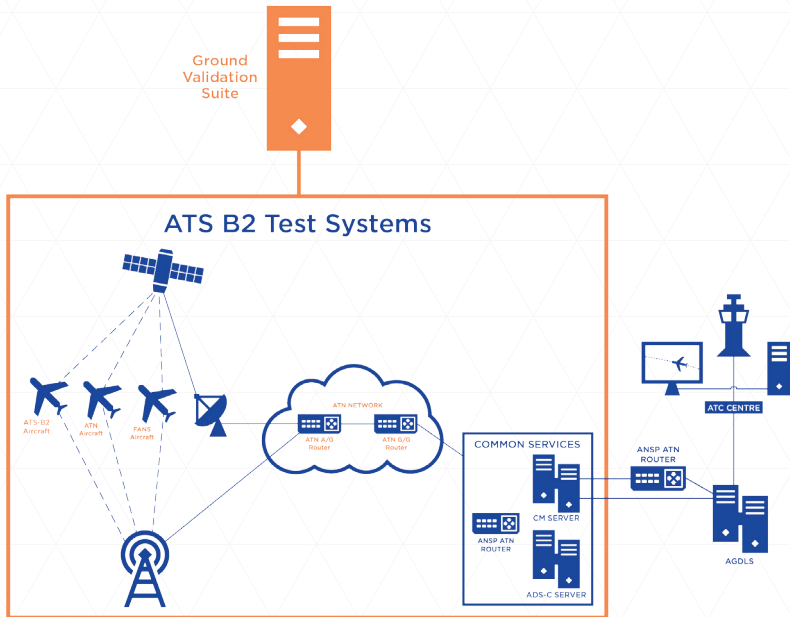 Ground
Validation
Suite
ATS B2 Test Systems
ATS-B2
Aircraft
ATN
Aircraft
FANS
Aircraft
ATN NETWORK
ATN A/G
Router
ATN G/G
Router
COMMON SERVICES
CM SERVER
ANSP ATN
ROUTER
ADS-C SERVER
ANSP ATN
ROUTER
ATC CENTRE
AGDLS